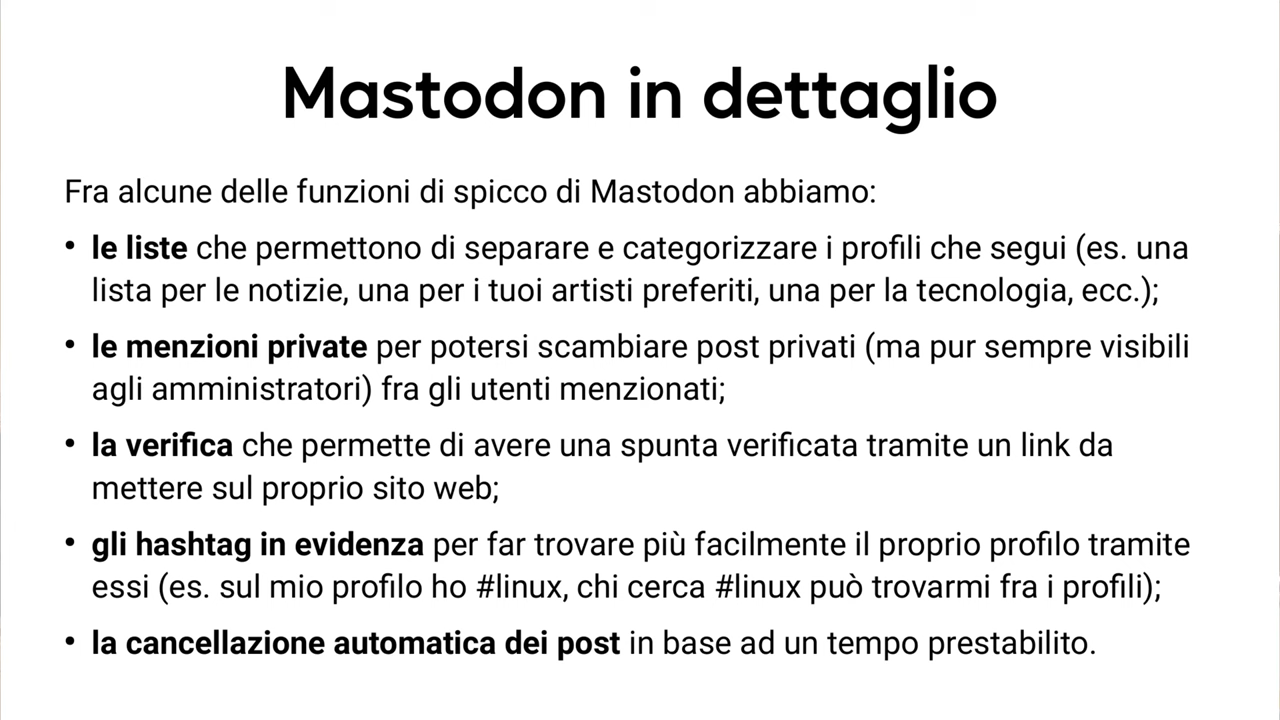 Mastodon in dettaglio
Fra alcune delle funzioni di spicco di Mastodon abbiamo:
• le liste che permettono di separare e categorizzare i profili che segui (es. una
lista per le notizie, una per i tuoi artisti preferiti, una per la tecnologia, ecc.);
• le menzioni private per potersi scambiare post privati (ma pur sempre visibili
agli amministratori) fra gli utenti menzionati;
• la verifica che permette di avere una spunta verificata tramite un link da
mettere sul proprio sito web;
• gli hashtag in evidenza per far trovare più facilmente il proprio profilo tramite
essi (es. sul mio profilo ho #linux, chi cerca #linux può trovarmi fra i profili);
• la cancellazione automatica dei post in base ad un tempo prestabilito.